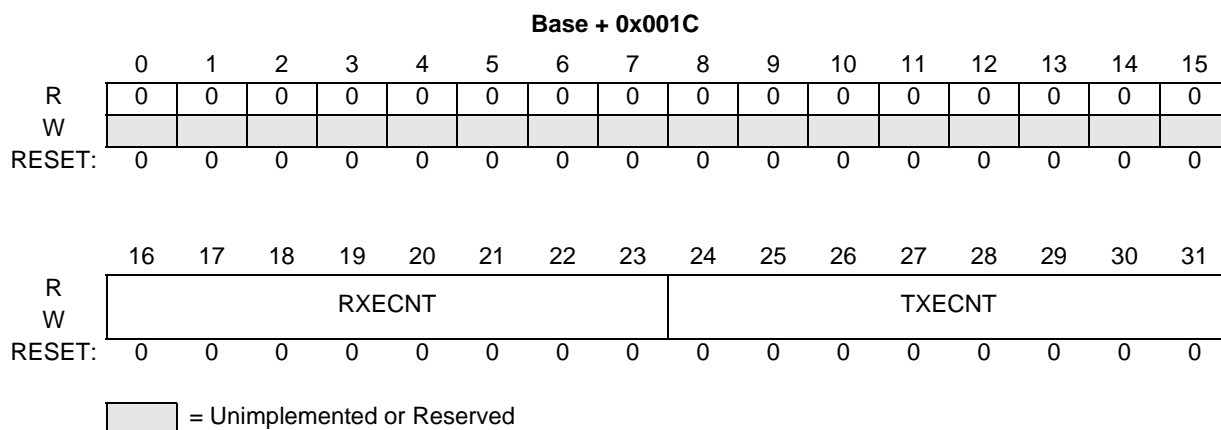 Base + 0x001C
0 1 2 3 4 5 6 7 8 9 10 11 12 13 14 15
R 0 0 0 0 0 0 0 0 0 0 0 0 0 0 0 0
W
RESET: 0 0 0 0 0 0 0 0 0 0 0 0 0 0 0 0
16 17 18 19 20 21 22 23 24 25 26 27 28 29 30 31
R RXECNT TXECNT
W
RESET: 0 0 0 0 0 0 0 0 0 0 0 0 0 0 0 0
= Unimplemented or Reserved